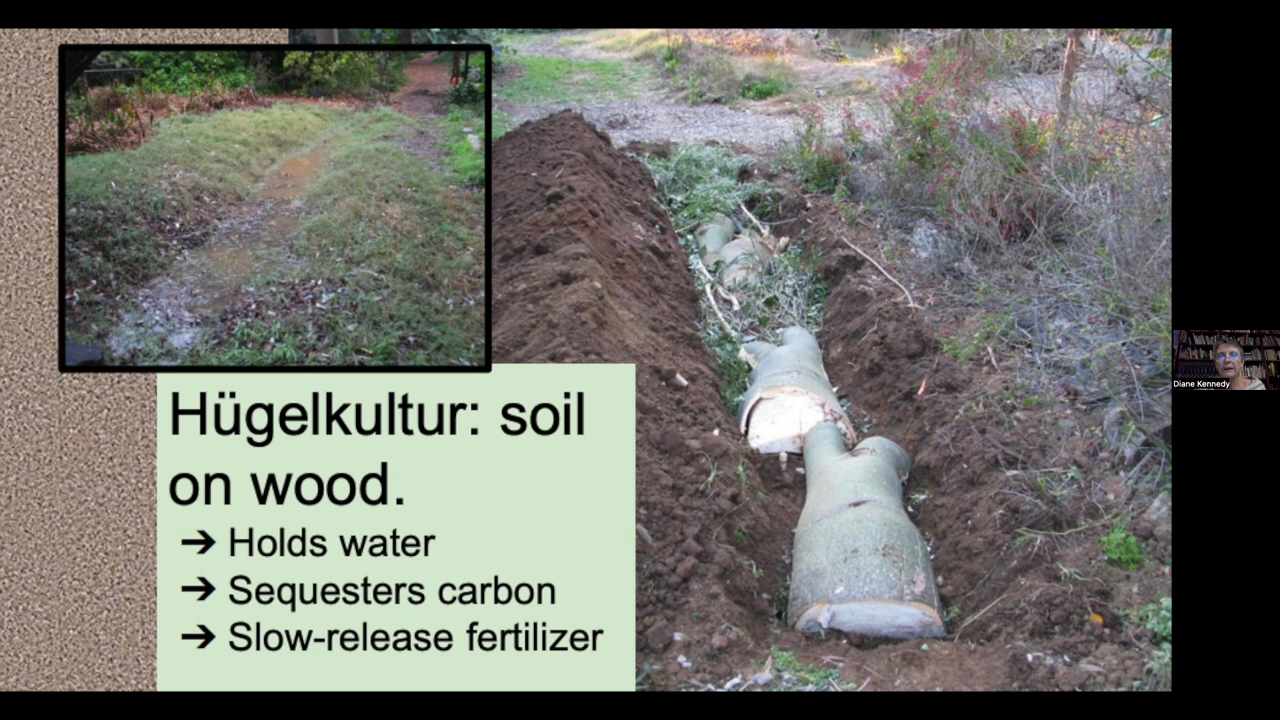 Hügelkultur: soil
on wood.
➔ Holds water
➔ Sequesters carbon
➔ Slow-release fertilizer
Diane Kennedy